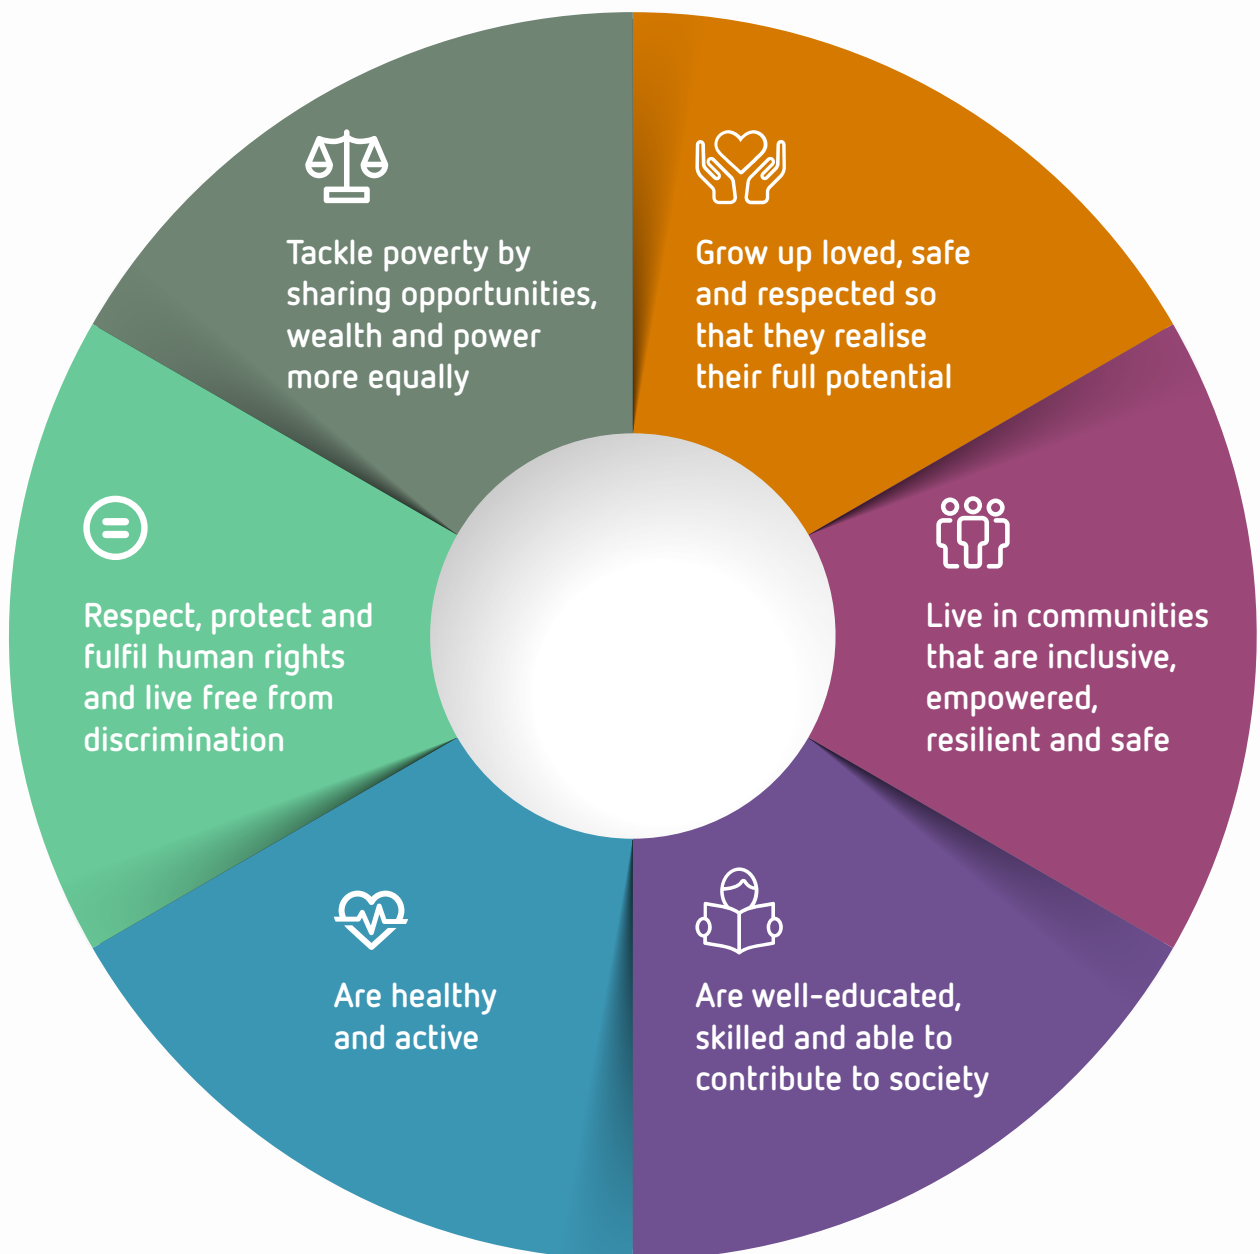 Tackle poverty by
sharing opportunities,
wealth and power
more equally
Grow up loved, safe
and respected so
that they realise
their full potential
Live in communities
that are inclusive,
empowered,
resilient and safe
Are well-educated,
skilled and able to
contribute to society
Are healthy
and active
Respect, protect and
fulfil human rights
and live free from
discrimination